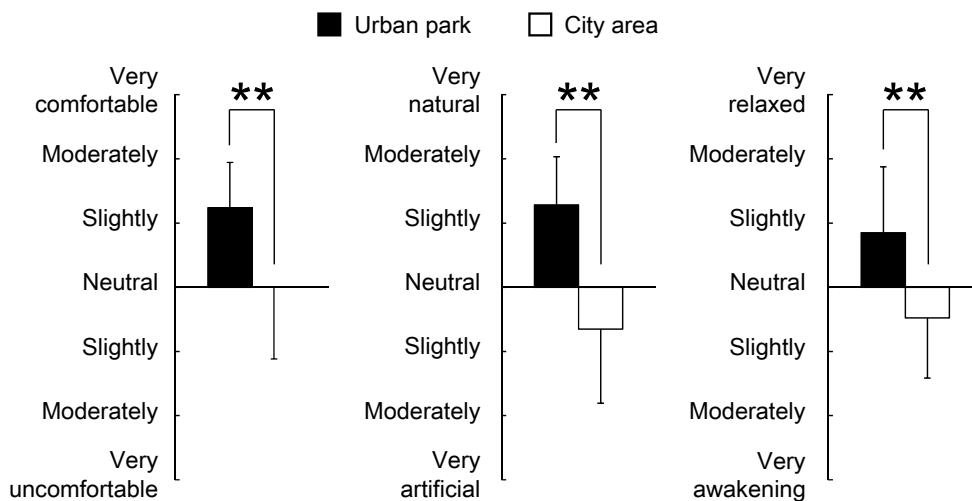 Urban park
City area
Very
comfortable
Moderately
Slightly
Neutral
Slightly
Moderately
Very
uncomfortable
**
Very
natural
Moderately
Slightly
Neutral
Slightly
Moderately
Very
artificial
**
Very
relaxed
Moderately
Slightly
Neutral
Slightly
Moderately
Very
awakening
**